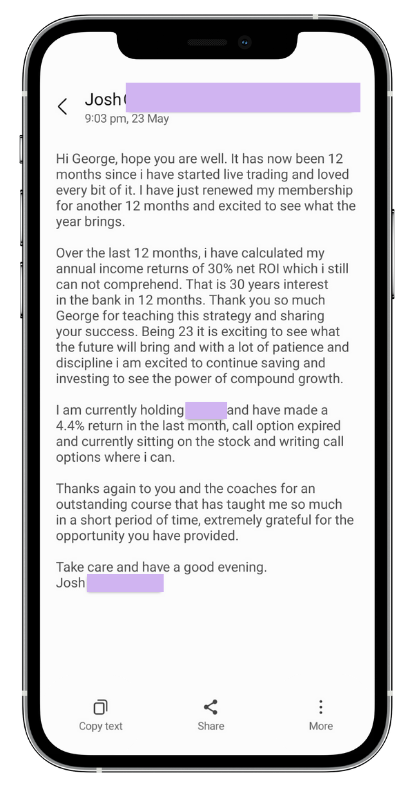 Josh
9:03 pm, 23 May
Hi George, hope you are well. It has now been 12
months since i have started live trading and loved
every bit of it. I have just renewed my membership
for another 12 months and excited to see what the
year brings.
Over the last 12 months, i have calculated my
annual income returns of 30% net ROI which i still
can not comprehend. That is 30 years interest
in the bank in 12 months. Thank you so much
George for teaching this strategy and sharing
your success. Being 23 it is exciting to see what
the future will bring and with a lot of patience and
discipline i am excited to continue saving and
investing to see the power of compound growth.
I am currently holding and have made a
4.4% return in the last month, call option expired
and currently sitting on the stock and writing call
options where i can.
Thanks again to you and the coaches for an
outstanding course that has taught me so much
in a short period of time, extremely grateful for the
opportunity you have provided.
Take care and have a good evening.
Josh
Copy text
Share
More